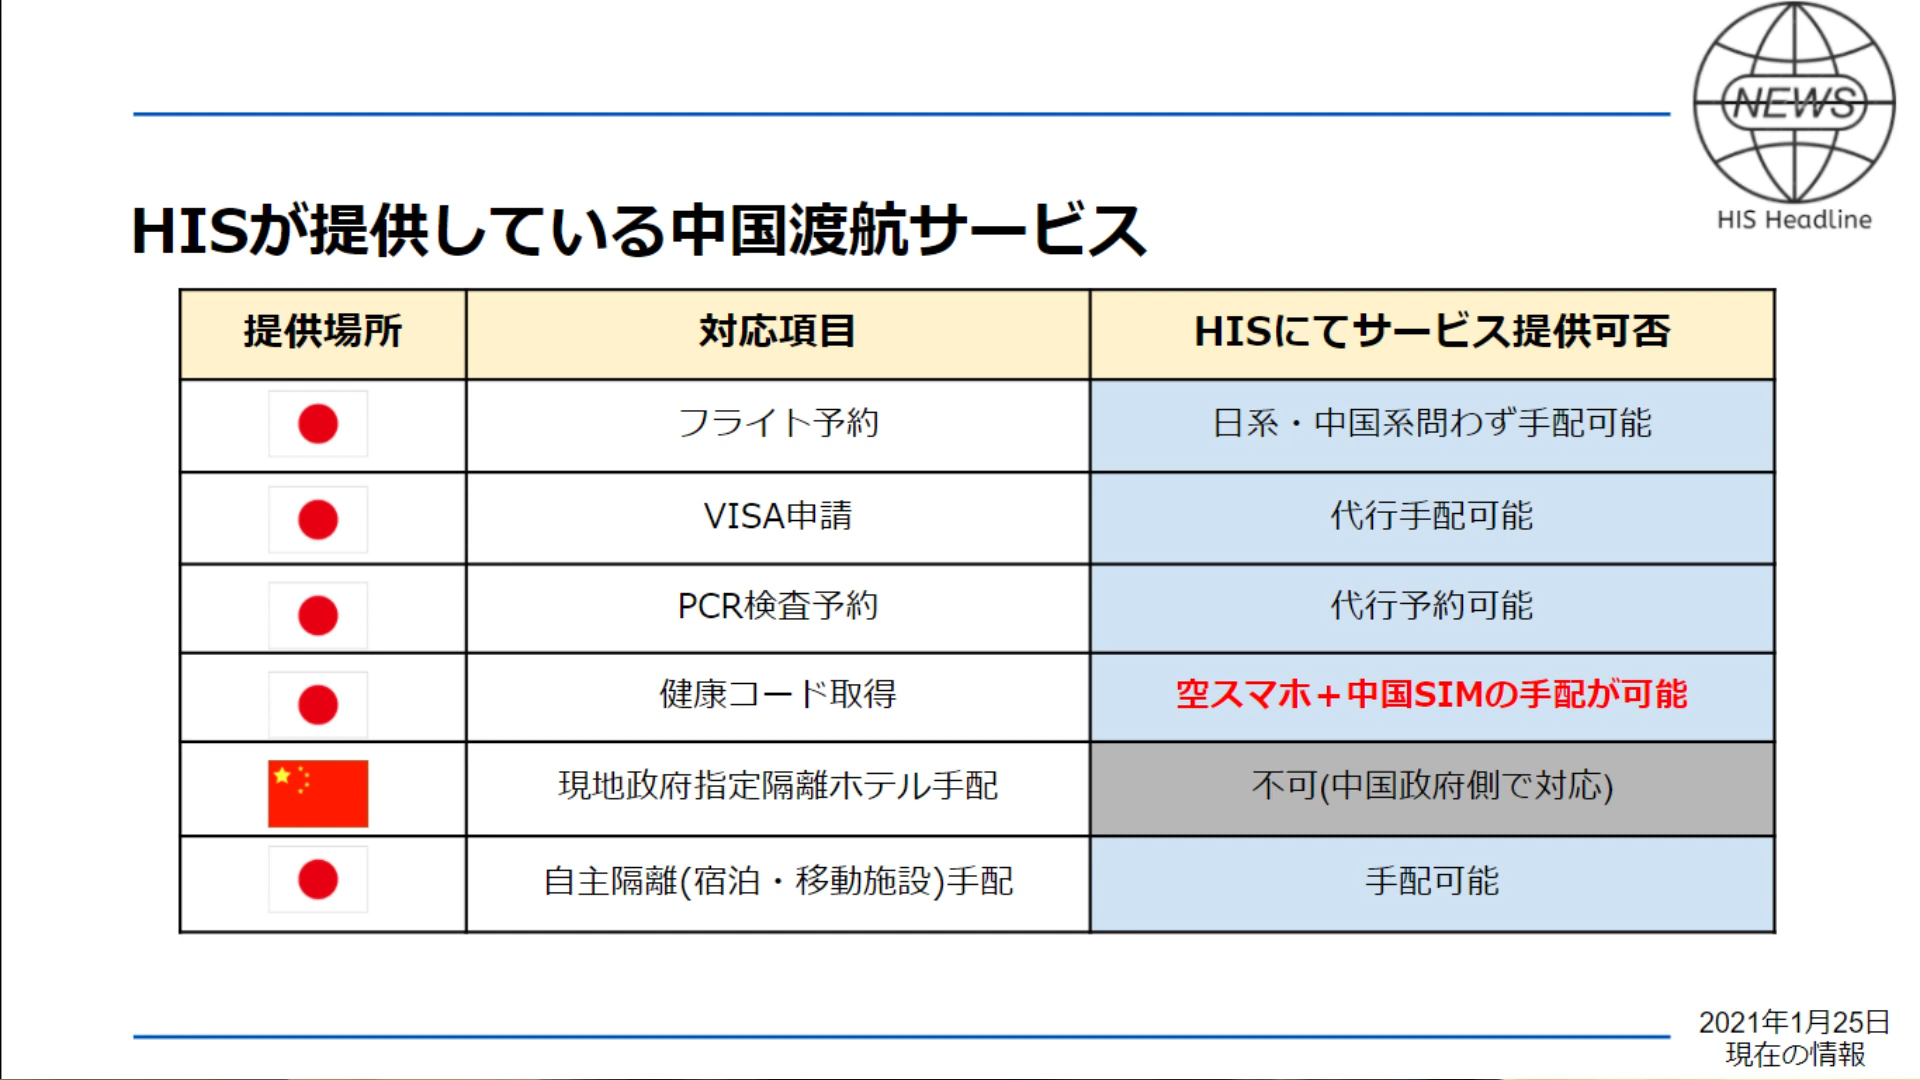 NEWS
HIS Headline
HISが提供している中国渡航サービス
提供場所 対応項目 HISにてサービス提供可否
フライト予約 日系・中国系問わず手配可能
VISA申請 代行手配可能
PCR検査予約 代行予約可能
健康コード取得 空スマホ＋中国SIMの手配が可能
現地政府指定隔離ホテル手配 不可(中国政府側で対応)
自主隔離(宿泊・移動施設)手配 手配可能
2021年1月25日
現在の情報